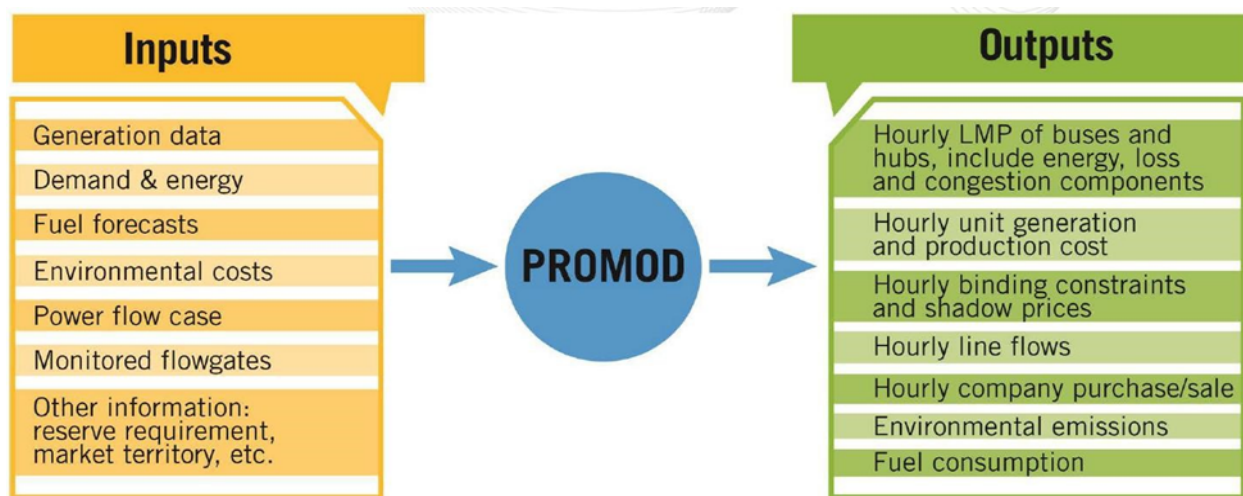 Inputs
Generation data
Demand & energy
Fuel forecasts
Environmental costs
Power flow case
Monitored flowgates
Other information:
reserve requirement,
market territory, etc.
PROMOD
Outputs
Hourly LMP of buses and
hubs, include energy, loss
and congestion components
Hourly unit generation
and production cost
Hourly binding constraints
and shadow prices
Hourly line flows
Hourly company purchase/sale
Environmental emissions
Fuel consumption